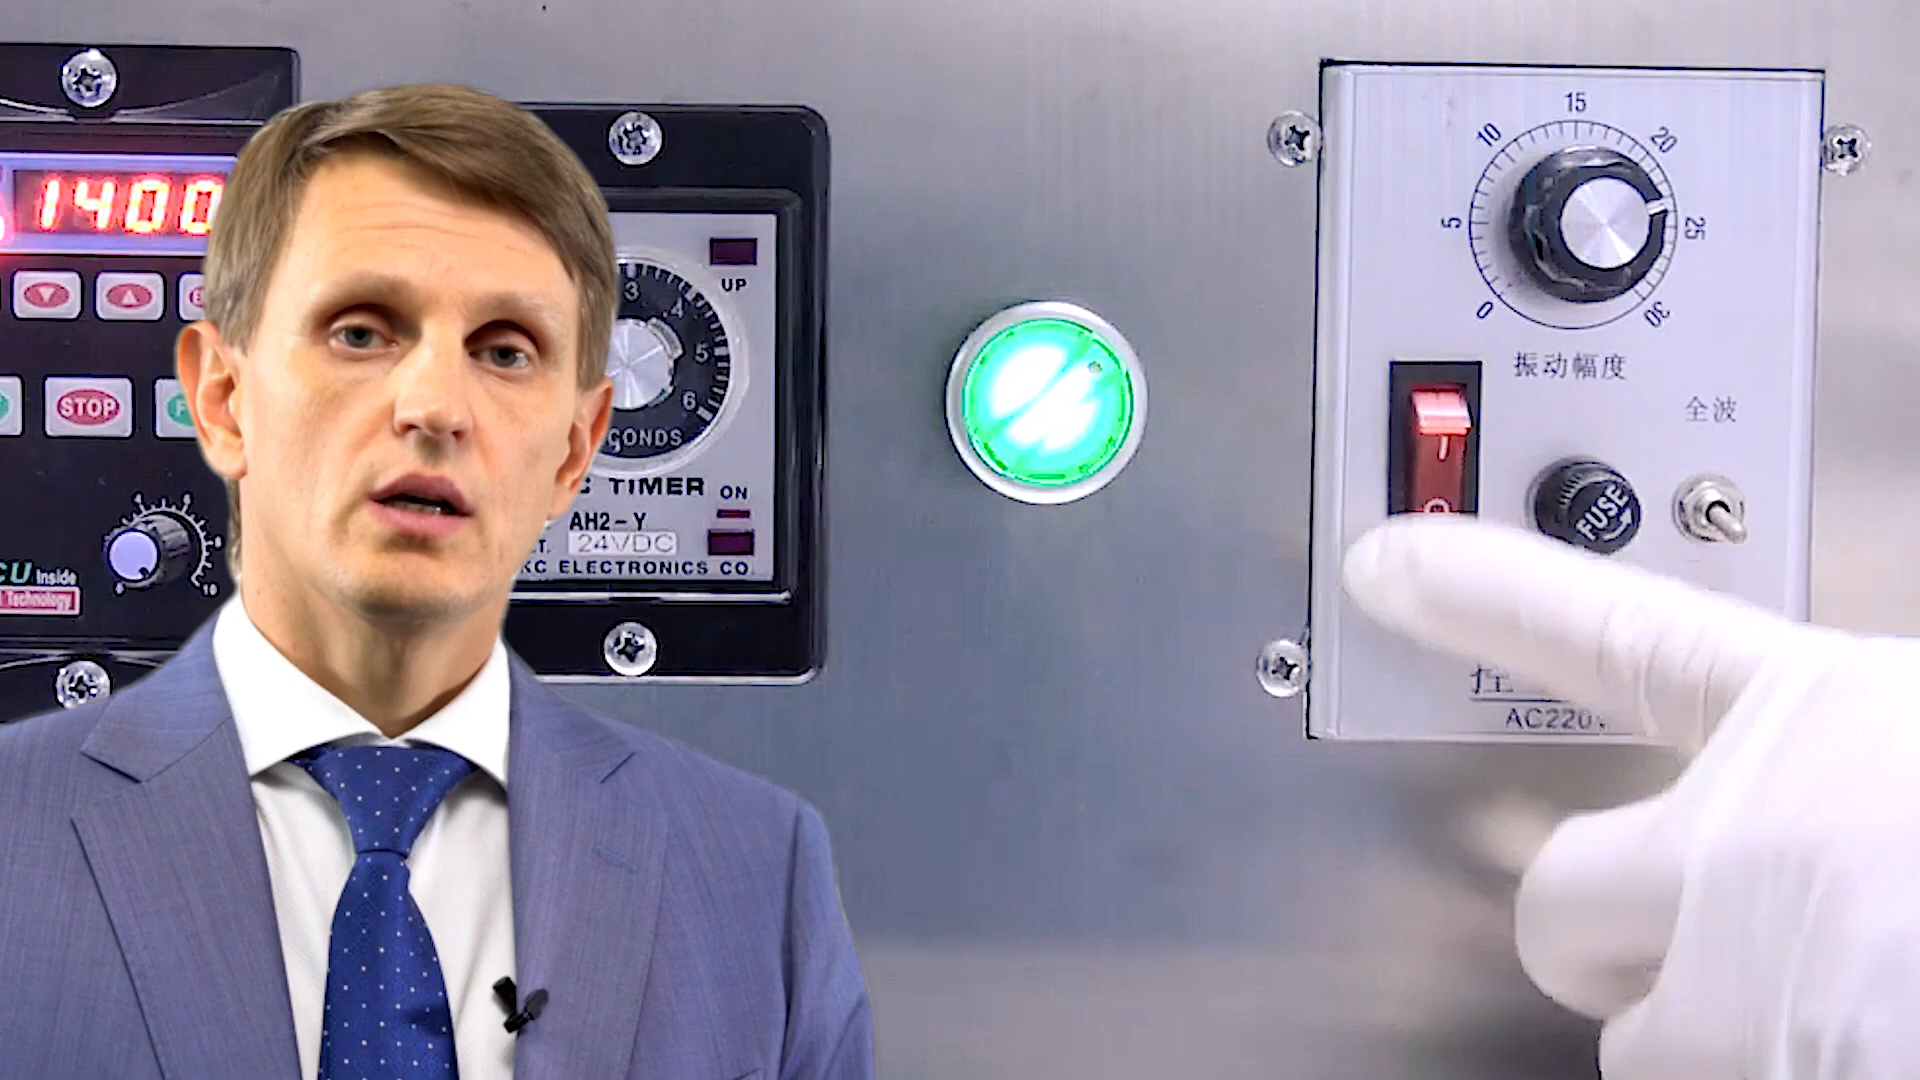 1400
STOP
CU Inside
Technology
10
UP
3
4
5
6
TIMER
ON
AH2-Y
24VDC
KC ELECTRONICS CO.
0
5
10
15
20
25
30
振动幅度
全波
FUSE
AC220